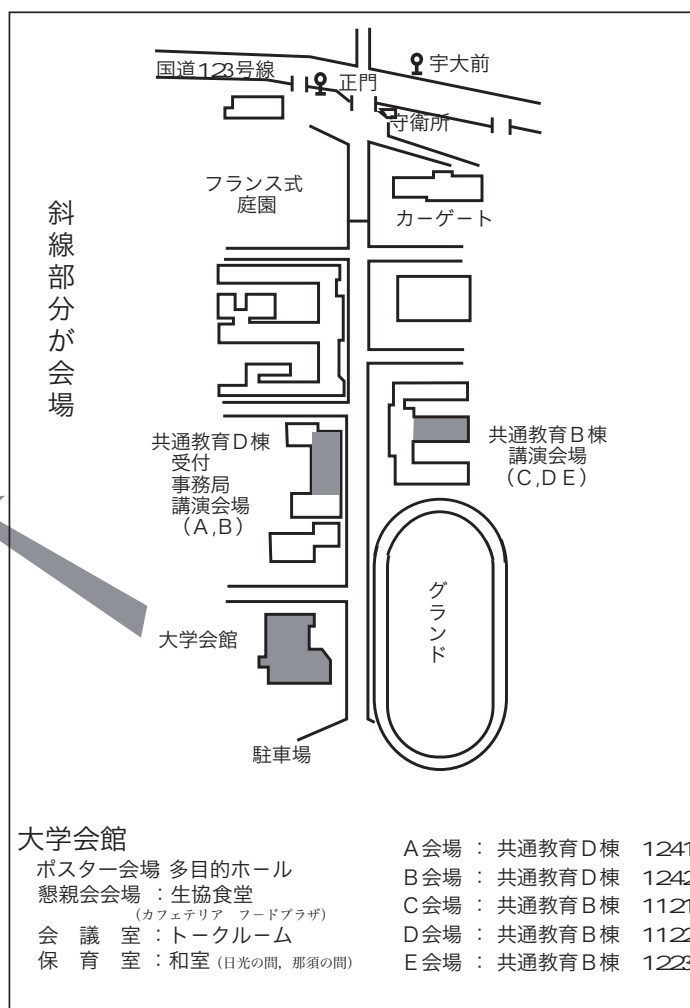 国道123号線
正門
宇大前
守衛所
フランス式
庭園
カーゲート
斜線部分が会場
共通教育D棟
受付
事務局
講演会場
（A,B）
共通教育B棟
講演会場
（C,D E）
グランド
大学会館
駐車場
大学会館
ポスター会場 多目的ホール
懇親会会場 ：生協食堂
（カフェテリア　フードプラザ）
会　議　室 ：トークルーム
保　育　室 ：和室（日光の間，那須の間）
A会場 ： 共通教育D棟　1241
B会場 ： 共通教育D棟　1242
C会場 ： 共通教育B棟　1121
D会場 ： 共通教育B棟　1122
E会場 ： 共通教育B棟　1223